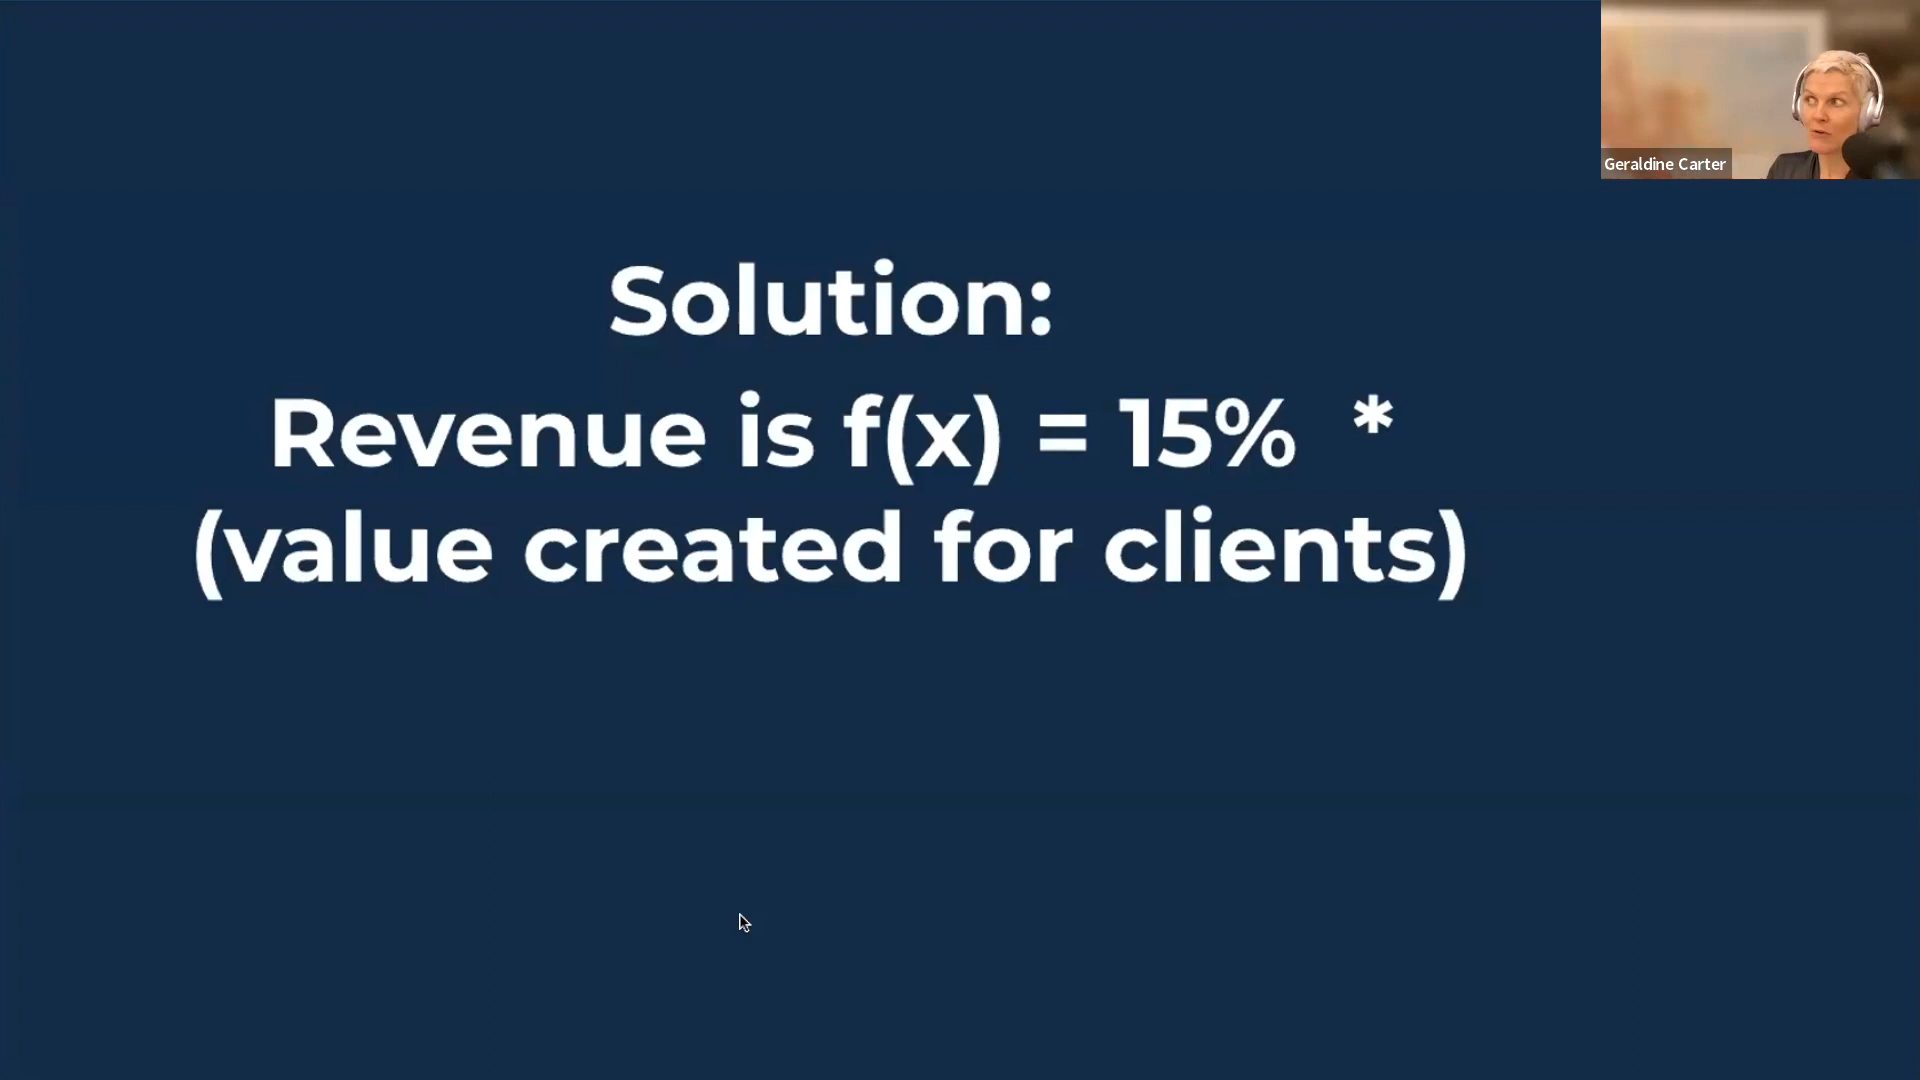 Geraldine Carter
Solution:
Revenue is f(x) = 15% *
(value created for clients)